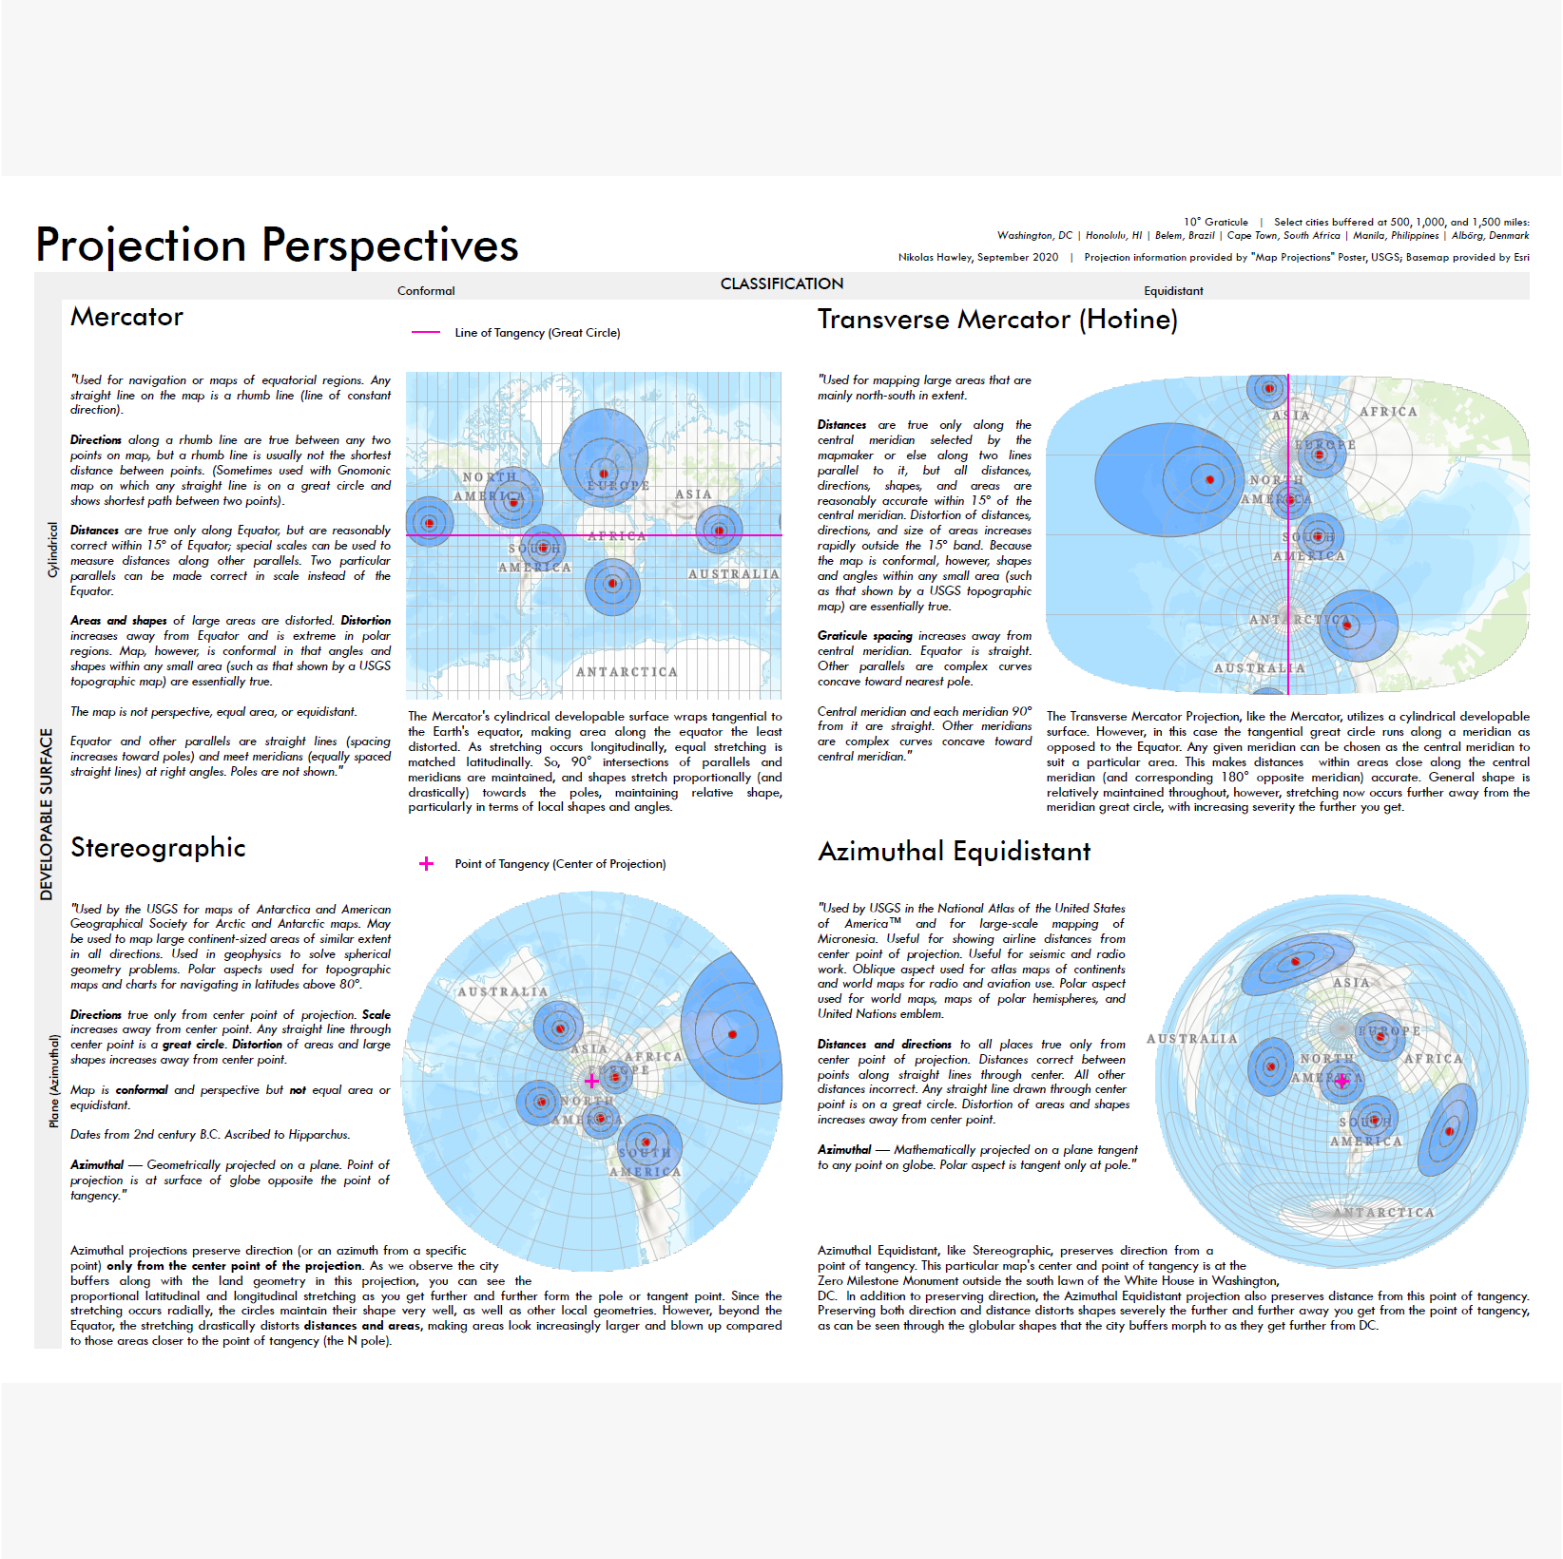 Projection Perspectives
10° Graticule | Select cities buffered at 500, 1,000, and 1,500 miles:
Washington, DC | Honolulu, HI | Belem, Brazil | Cape Town, South Africa | Manila, Philippines | Alborg, Denmark
Nikolas Hawley, September 2020 | Projection information provided by "Map Projections" Poster, USGS; Basemap provided by Esri
CLASSIFICATION
Conformal
Equidistant
DEVELOPABLE SURFACE
Cylindrical
Mercator
Line of Tangency (Great Circle)
"Used for navigation or maps of equatorial regions. Any
straight line on the map is a rhumb line (line of constant
direction).
Directions along a rhumb line are true between any two
points on map, but a rhumb line is usually not the shortest
distance between points. (Sometimes used with Gnomonic
map on which any straight line is on a great circle and
shows shortest path between two points).
Distances are true only along Equator, but are reasonably
correct within 15° of Equator; special scales can be used to
measure distances along other parallels. Two particular
parallels can be made correct in scale instead of the
Equator.
Areas and shapes of large areas are distorted. Distortion
increases away from Equator and is extreme in polar
regions. Map, however, is conformal in that angles and
shapes within any small area (such as that shown by a USGS
topographic map) are essentially true.
The map is not perspective, equal area, or equidistant.
Equator and other parallels are straight lines (spacing
increases toward poles) and meet meridians (equally spaced
straight lines) at right angles. Poles are not shown."
NORTH
AMERICA
EUROPE
ASIA
AFRICA
SOUTH
AMERICA
AUSTRALIA
ANTARCTICA
The Mercator's cylindrical developable surface wraps tangential to
the Earth's equator, making area along the equator the least
distorted. As stretching occurs longitudinally, equal stretching is
matched latitudinally. So, 90° intersections of parallels and
meridians are maintained, and shapes stretch proportionally (and
drastically) towards the poles, maintaining relative shape,
particularly in terms of local shapes and angles.
Transverse Mercator (Hotine)
"Used for mapping large areas that are
mainly north-south in extent.
Distances are true only along the
central meridian selected by the
mapmaker or else along two lines
parallel to it, but all distances,
directions, shapes, and areas are
reasonably accurate within 15° of the
central meridian. Distortion of distances,
directions, and size of areas increases
rapidly outside the 15° band. Because
the map is conformal, however, shapes
and angles within any small area (such
as that shown by a USGS topographic
map) are essentially true.
Graticule spacing increases away from
central meridian. Equator is straight.
Other parallels are complex curves
concave toward nearest pole.
Central meridian and each meridian 90°
from it are straight. Other meridians
are complex curves concave toward
central meridian."
ASIA
AFRICA
EUROPE
NORTH
AMERICA
SOUTH
AMERICA
ANTARCTICA
AUSTRALIA
The Transverse Mercator Projection, like the Mercator, utilizes a cylindrical developable
surface. However, in this case the tangential great circle runs along a meridian as
opposed to the Equator. Any given meridian can be chosen as the central meridian to
suit a particular area. This makes distances within areas close along the central
meridian (and corresponding 180° opposite meridian) accurate. General shape is
relatively maintained throughout, however, stretching now occurs further away from the
meridian great circle, with increasing severity the further you get.
Plane (Azimuthal)
Stereographic
Point of Tangency (Center of Projection)
"Used by the USGS for maps of Antarctica and American
Geographical Society for Arctic and Antarctic maps. May
be used to map large continent-sized areas of similar extent
in all directions. Used in geophysics to solve spherical
geometry problems. Polar aspects used for topographic
maps and charts for navigating in latitudes above 80°.
Directions true only from center point of projection. Scale
increases away from center point. Any straight line through
center point is a great circle. Distortion of areas and large
shapes increases away from center point.
Map is conformal and perspective but not equal area or
equidistant.
Dates from 2nd century B.C. Ascribed to Hipparchus.
Azimuthal — Geometrically projected on a plane. Point of
projection is at surface of globe opposite the point of
tangency."
AUSTRALIA
ASIA
AFRICA
EUROPE
NORTH
AMERICA
SOUTH
AMERICA
Azimuthal projections preserve direction (or an azimuth from a specific
point) only from the center point of the projection. As we observe the city
buffers along with the land geometry in this projection, you can see the
proportional latitudinal and longitudinal stretching as you get further and further form the pole or tangent point. Since the
stretching occurs radially, the circles maintain their shape very well, as well as other local geometries. However, beyond the
Equator, the stretching drastically distorts distances and areas, making areas look increasingly larger and blown up compared
to those areas closer to the point of tangency (the N pole).
Azimuthal Equidistant
"Used by USGS in the National Atlas of the United States
of America™ and for large-scale mapping of
Micronesia. Useful for showing airline distances from
center point of projection. Useful for seismic and radio
work. Oblique aspect used for atlas maps of continents
and world maps for radio and aviation use. Polar aspect
used for world maps, maps of polar hemispheres, and
United Nations emblem.
Distances and directions to all places true only from
center point of projection. Distances correct between
points along straight lines through center. All other
distances incorrect. Any straight line drawn through center
point is on a great circle. Distortion of areas and shapes
increases away from center point.
Azimuthal — Mathematically projected on a plane tangent
to any point on globe. Polar aspect is tangent only at pole."
ASIA
AUSTRALIA
EUROPE
NORTH
AMERICA
AFRICA
SOUTH
AMERICA
ANTARCTICA
Azimuthal Equidistant, like Stereographic, preserves direction from a
point of tangency. This particular map's center and point of tangency is at the
Zero Milestone Monument outside the south lawn of the White House in Washington,
DC. In addition to preserving direction, the Azimuthal Equidistant projection also preserves distance from this point of tangency.
Preserving both direction and distance distorts shapes severely the further and further away you get from the point of tangency,
as can be seen through the globular shapes that the city buffers morph to as they get further from DC.